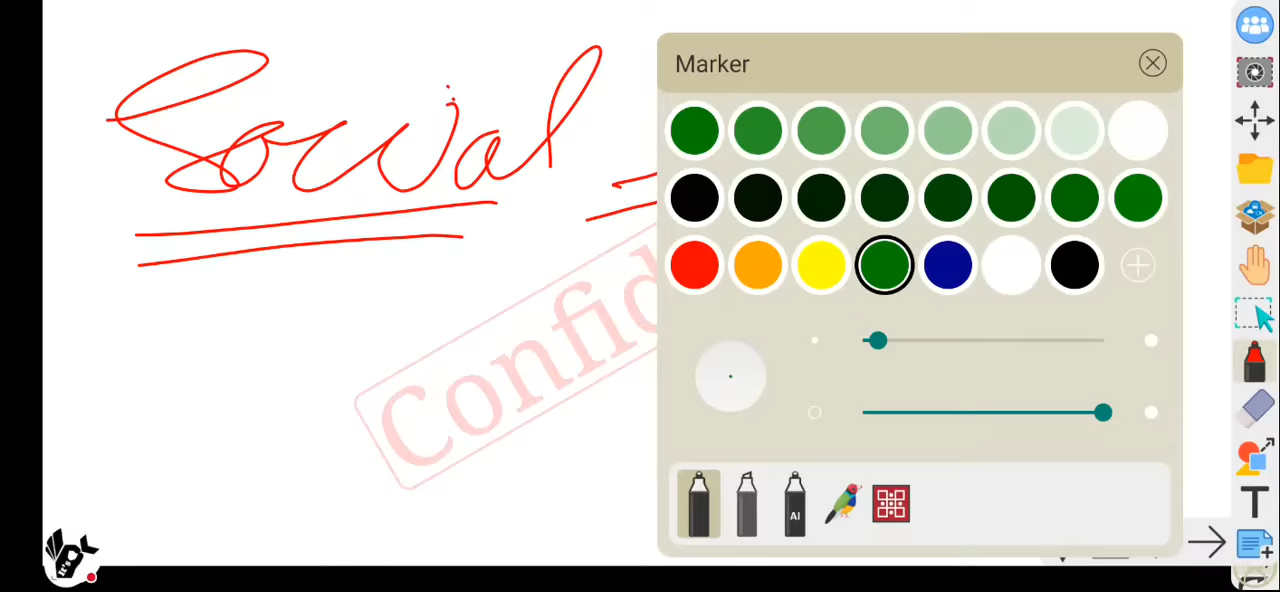 Marker
Social =
Confid
AI
T